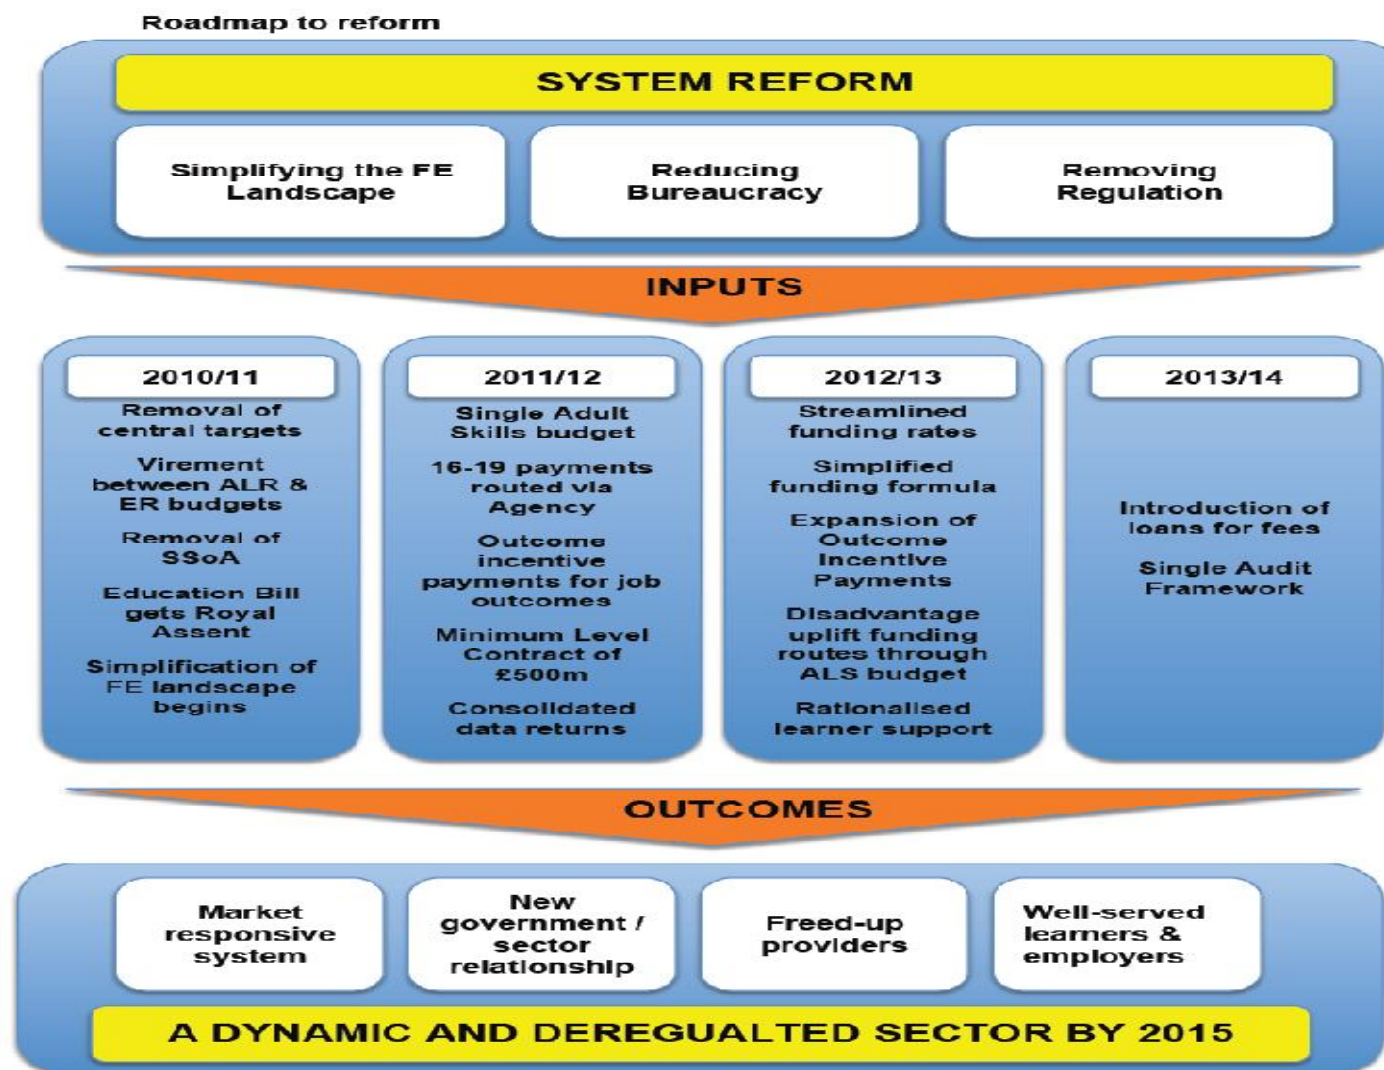 Roadmap to reform
SYSTEM REFORM
Simplifying the FE
Landscape
Reducing
Bureaucracy
Removing
Regulation
INPUTS
2010/11
Removal of
central targets
Virement
between ALR &
ER budgets
Removal of
SSoA
Education Bill
gets Royal
Assent
Simplification of
FE landscape
begins
2011/12
Single Adult
Skills budget
16-19 payments
routed via
Agency
Outcome
incentive
payments for job
outcomes
Minimum Level
Contract of
£500m
Consolidated
data returns
2012/13
Streamlined
funding rates
Simplified
funding formula
Expansion of
Outcome
Incentive
Payments
Disadvantage
uplift funding
routes through
ALS budget
Rationalised
learner support
2013/14
Introduction of
loans for fees
Single Audit
Framework
OUTCOMES
Market
responsive
system
New
government /
sector
relationship
Freed-up
providers
Well-served
learners &
employers
A DYNAMIC AND DEREGUALTED SECTOR BY 2015